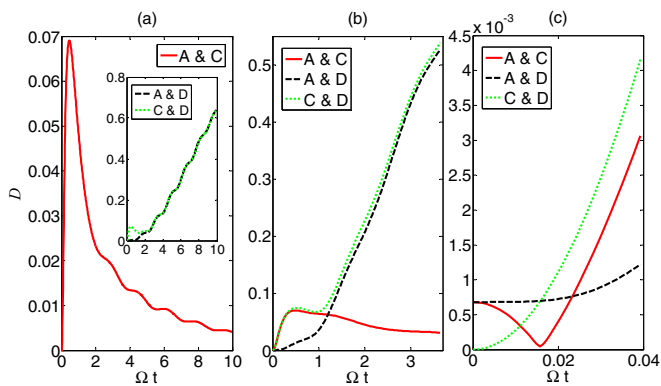 (a)
(b)
(c)
0.07
0.06
0.05
0.04
0.03
0.02
0.01
0
D
0
2
4
6
8
10
Ω t
A & C
0.8
0.6
0.4
0.2
0
0
2
4
6
8
10
A & D
C & D
0.5
0.4
0.3
0.2
0.1
0.0
0
1
2
3
Ω t
A & C
A & D
C & D
4.5 x 10⁻³
4
3.5
3
2.5
2
1.5
1
0.5
0
0.00
0.02
0.04
Ω t
A & C
A & D
C & D